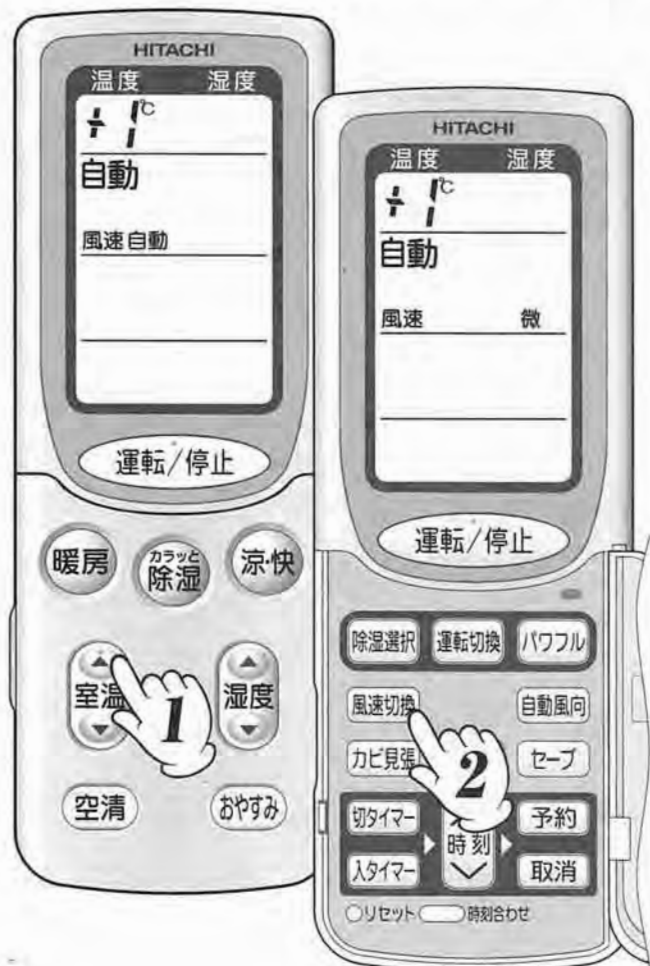 HITACHI
温度 湿度
+1℃
自動
風速自動
運転/停止
暖房
カラッと
除湿
涼・快
室温
湿度
1
空清
おやすみ
HITACHI
温度 湿度
+1℃
自動
風速 微
運転/停止
除湿選択 運転切換 パワフル
風速切換 自動風向
カビ見張 セーブ
2
切タイマー 時刻 予約
入タイマー 取消
リセット 時刻合わせ